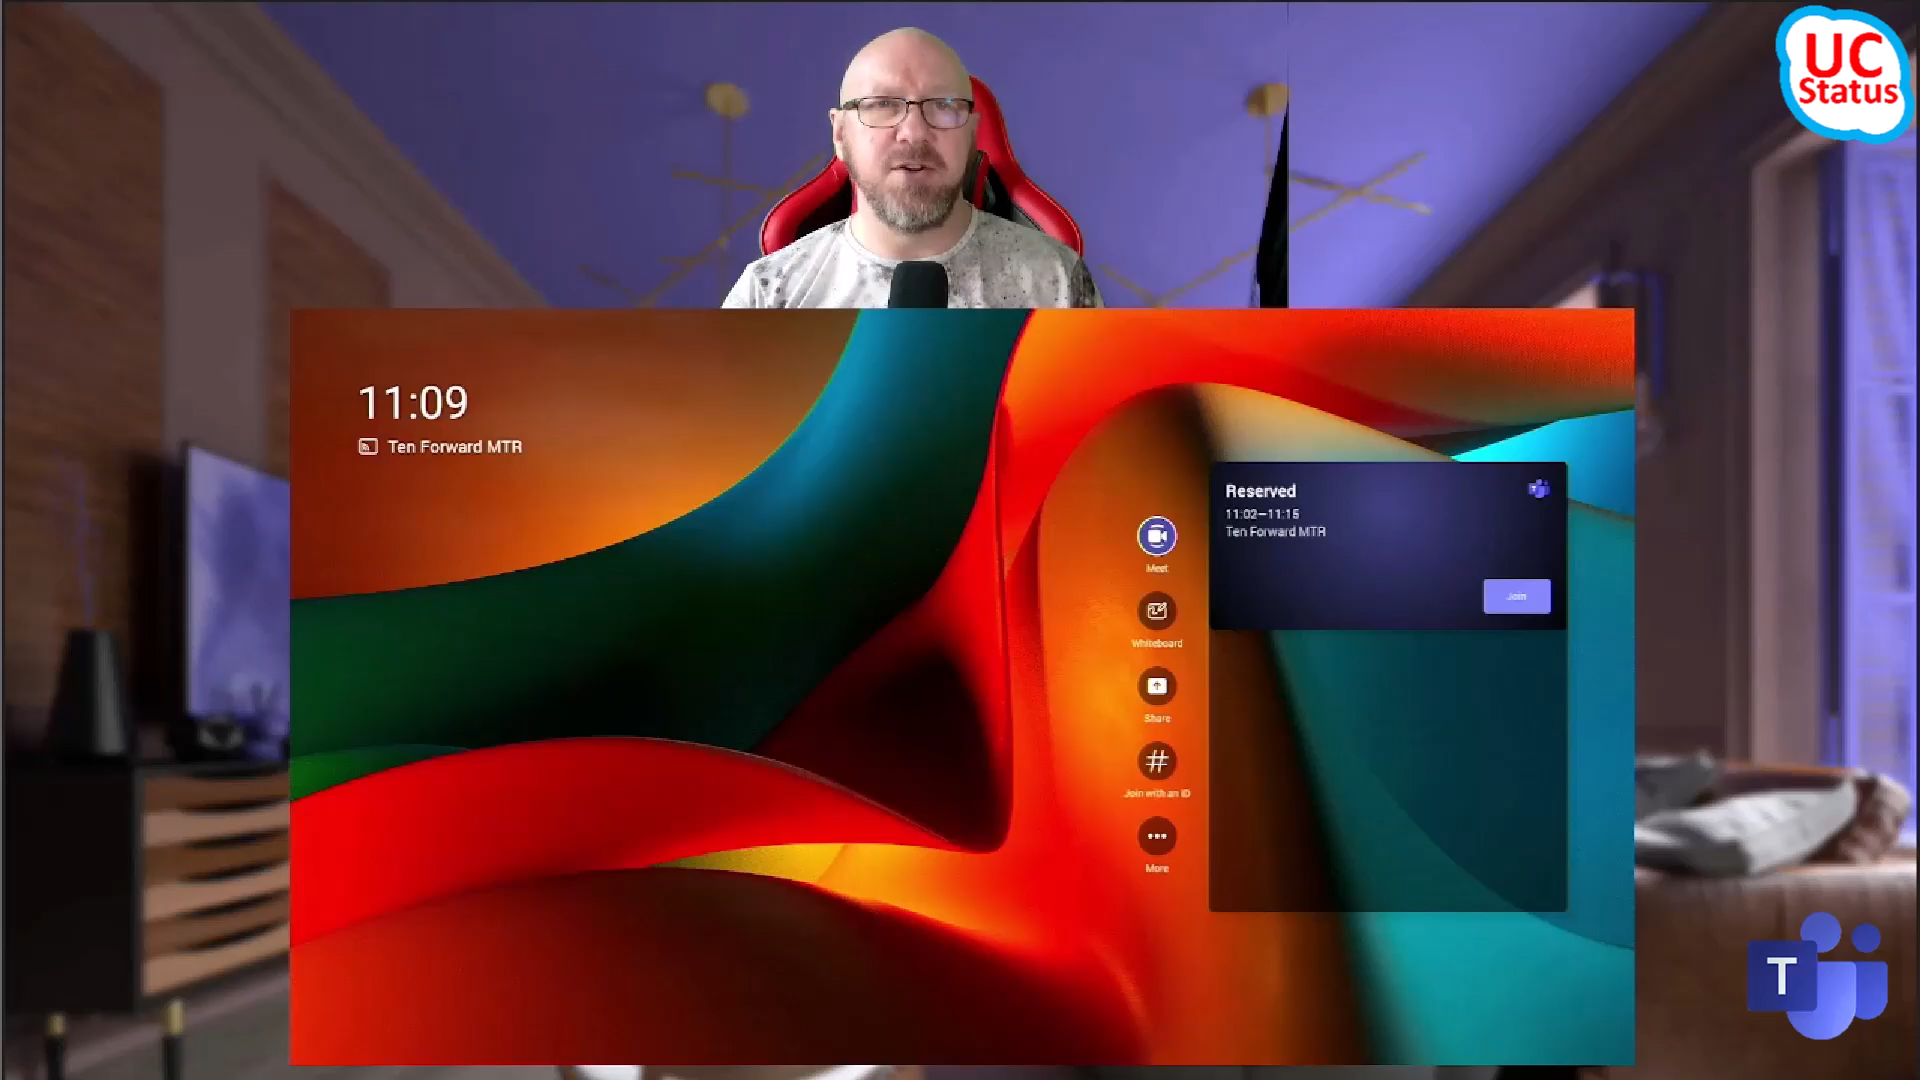 UC
Status
11:09
Ten Forward MTR
Reserved
11:02–11:15
Ten Forward MTR
Join
Meet
Whiteboard
Share
Join with an ID
More
T